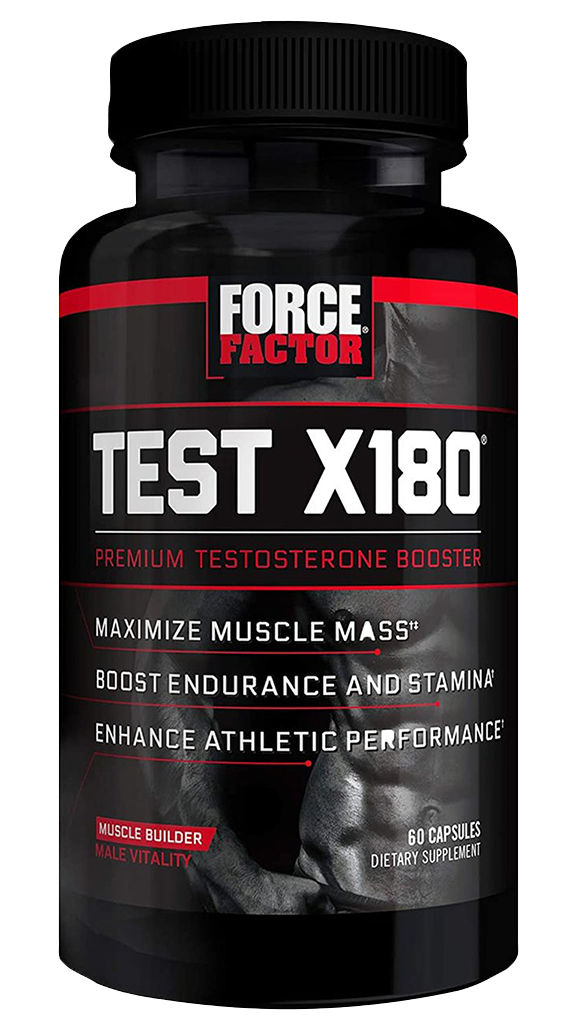 FORCE®
FACTOR
TEST X180®
PREMIUM TESTOSTERONE BOOSTER
MAXIMIZE MUSCLE MASS†‡
BOOST ENDURANCE AND STAMINA†
ENHANCE ATHLETIC PERFORMANCE†
MUSCLE BUILDER
MALE VITALITY
60 CAPSULES
DIETARY SUPPLEMENT